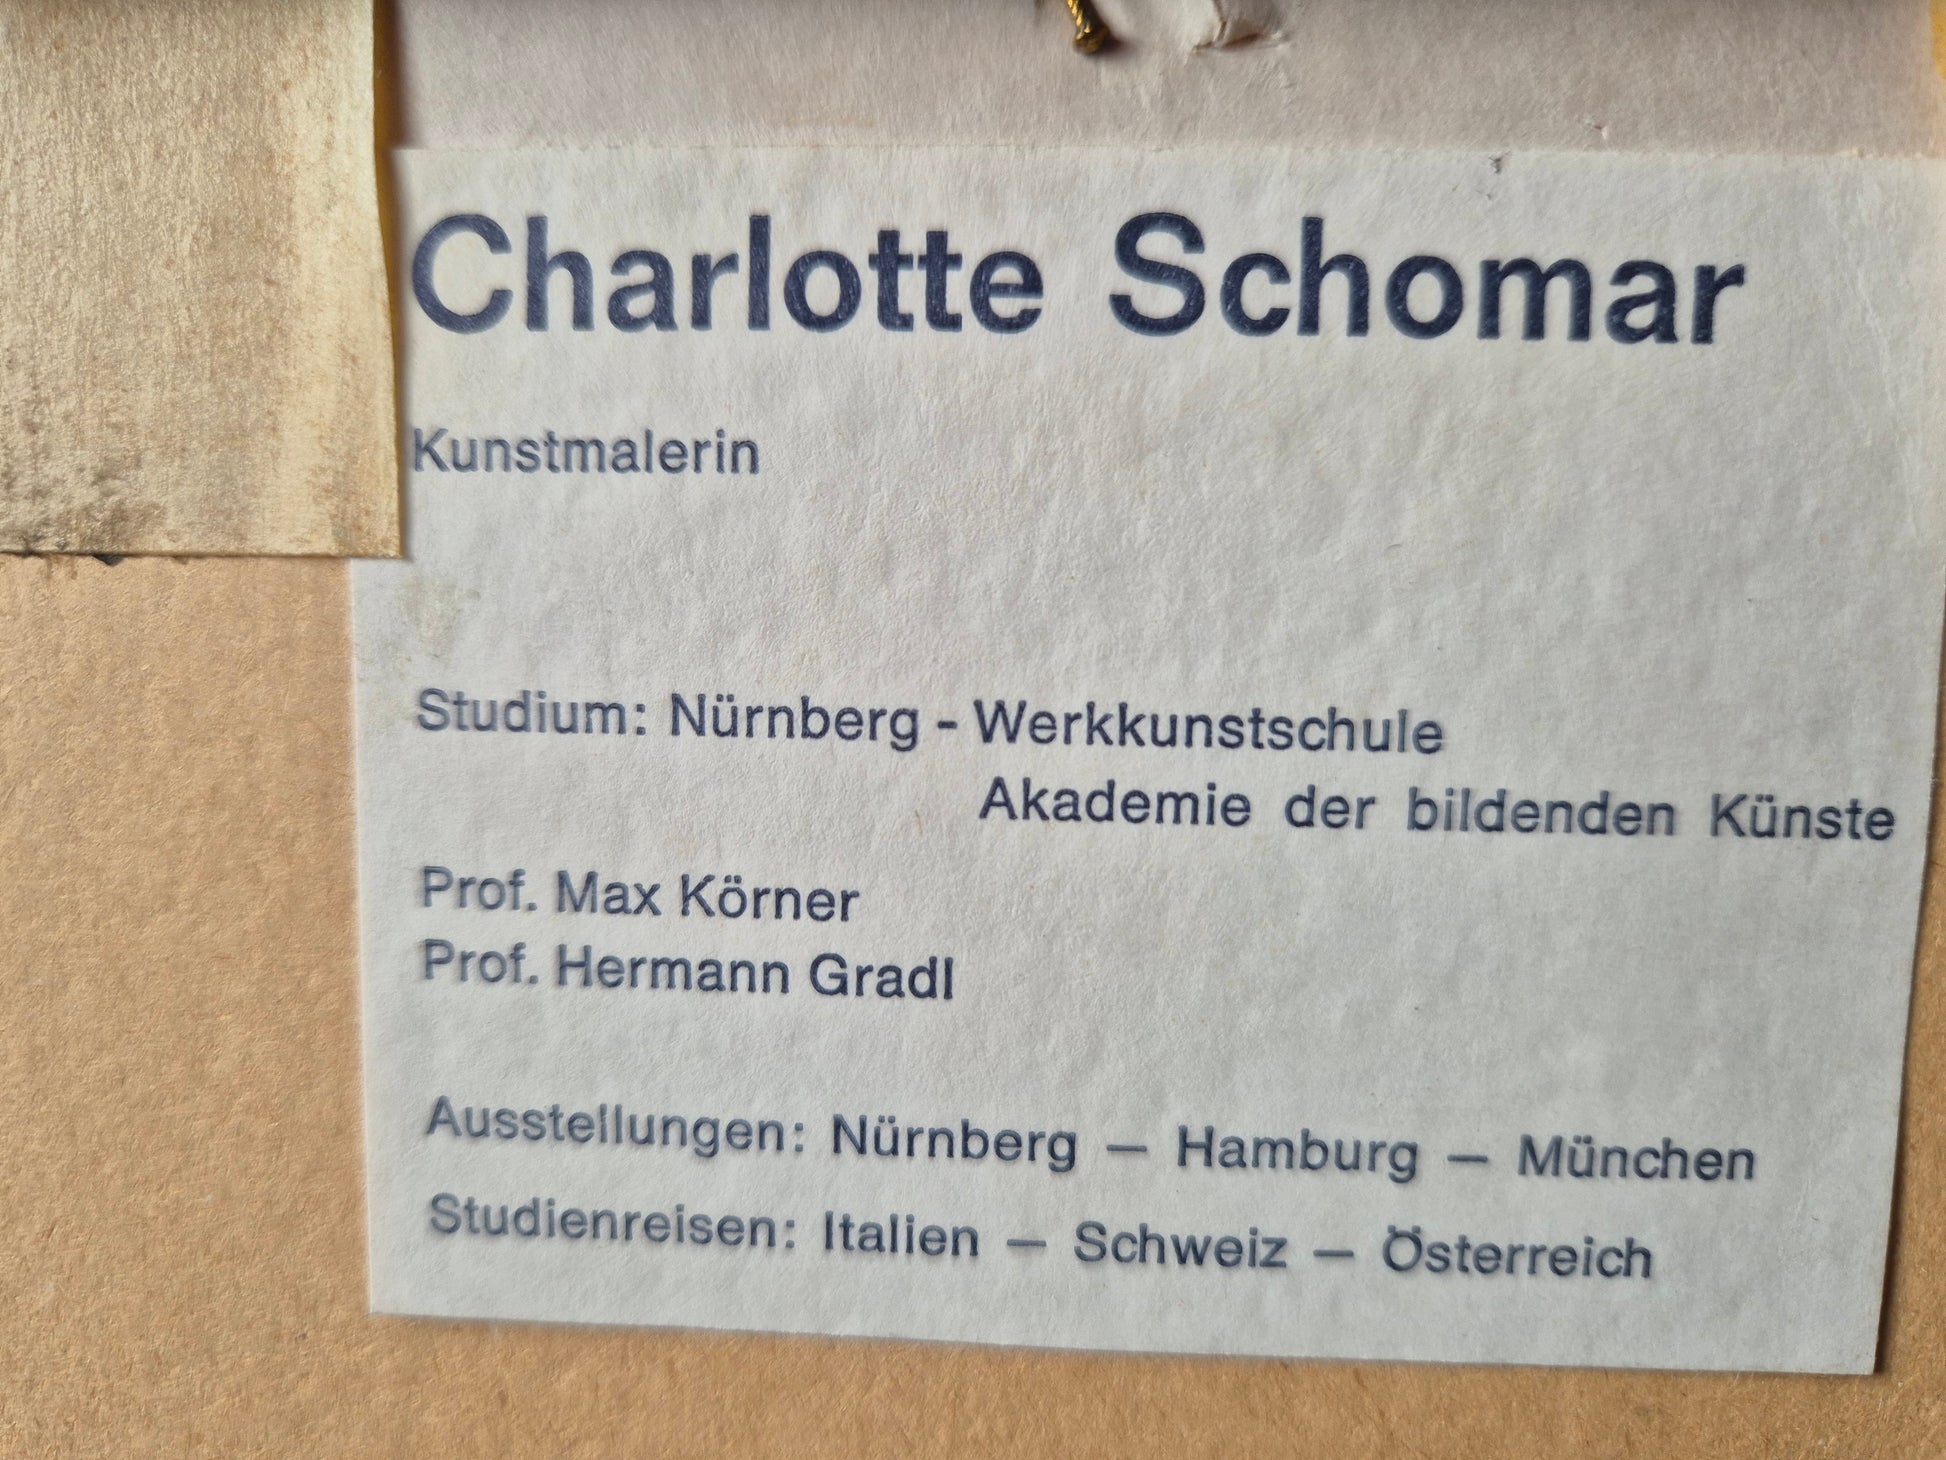 Charlotte Schomar
Kunstmalerin
Studium: Nürnberg - Werkkunstschule
Akademie der bildenden Künste
Prof. Max Körner
Prof. Hermann Gradl
Ausstellungen: Nürnberg — Hamburg — München
Studienreisen: Italien — Schweiz — Österreich